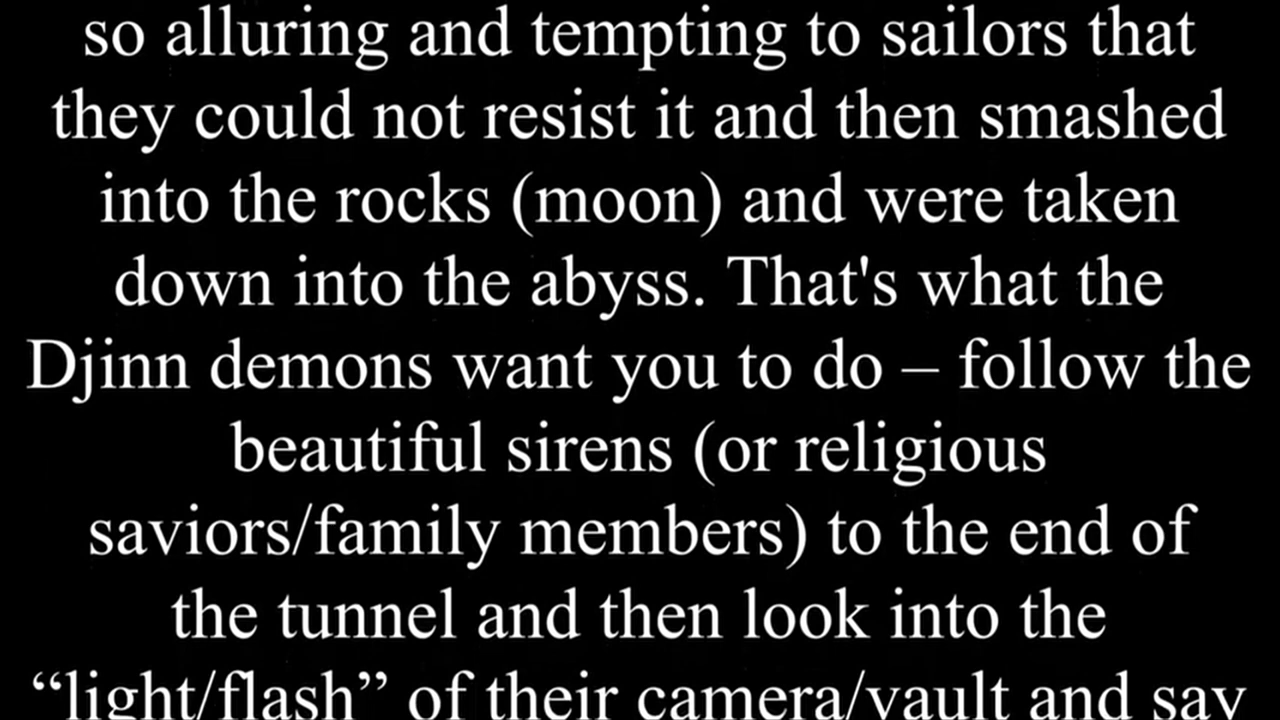 so alluring and tempting to sailors that
they could not resist it and then smashed
into the rocks (moon) and were taken
down into the abyss. That's what the
Djinn demons want you to do – follow the
beautiful sirens (or religious
saviors/family members) to the end of
the tunnel and then look into the
“light/flash” of their camera/vault and say